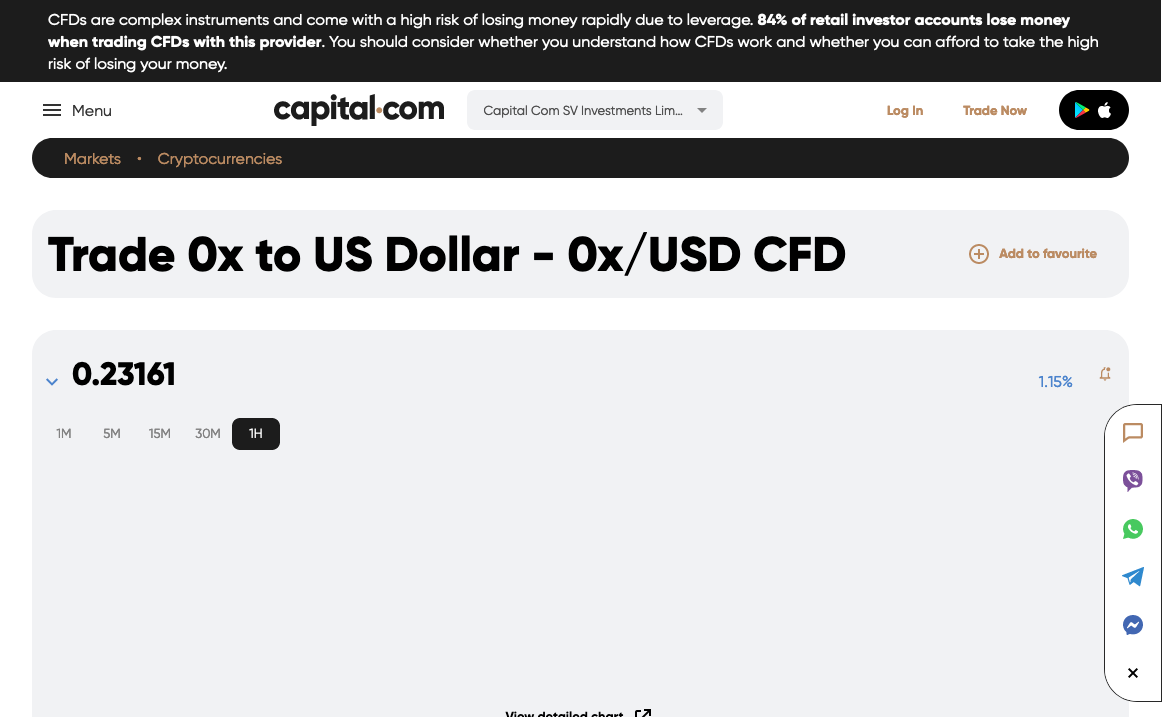 CFDs are complex instruments and come with a high risk of losing money rapidly due to leverage. 84% of retail investor accounts lose money
when trading CFDs with this provider. You should consider whether you understand how CFDs work and whether you can afford to take the high
risk of losing your money.
Menu
capital.com
Capital Com SV Investments Lim...
Log In
Trade Now
Markets
Cryptocurrencies
Trade 0x to US Dollar - 0x/USD CFD
Add to favourite
0.23161
1.15%
1M 5M 15M 30M 1H
View detailed chart